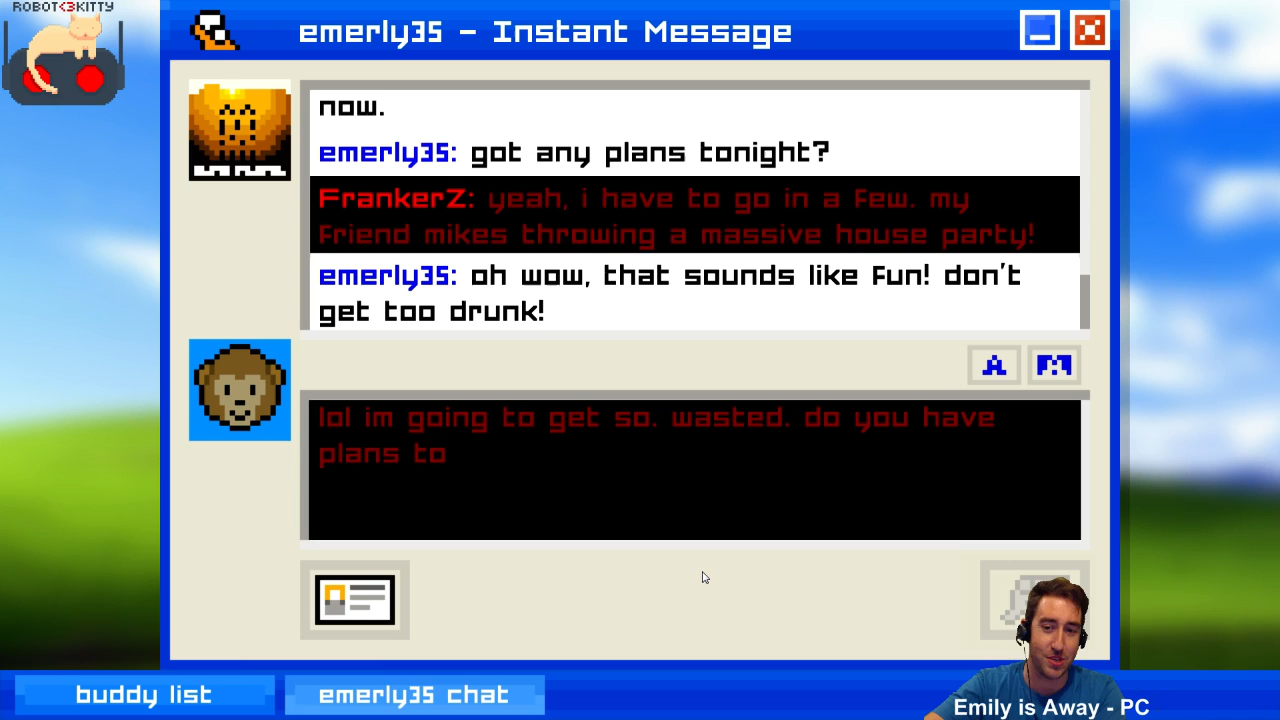 ROBOT<3KITTY
emerly35 - Instant Message
now.
emerly35: got any plans tonight?
FrankerZ: yeah, i have to go in a few. my
friend mikes throwing a massive house party!
emerly35: oh wow, that sounds like fun! don't
get too drunk!
A
lol im going to get so. wasted. do you have
plans to
buddy list
emerly35 chat
Emily is Away - PC